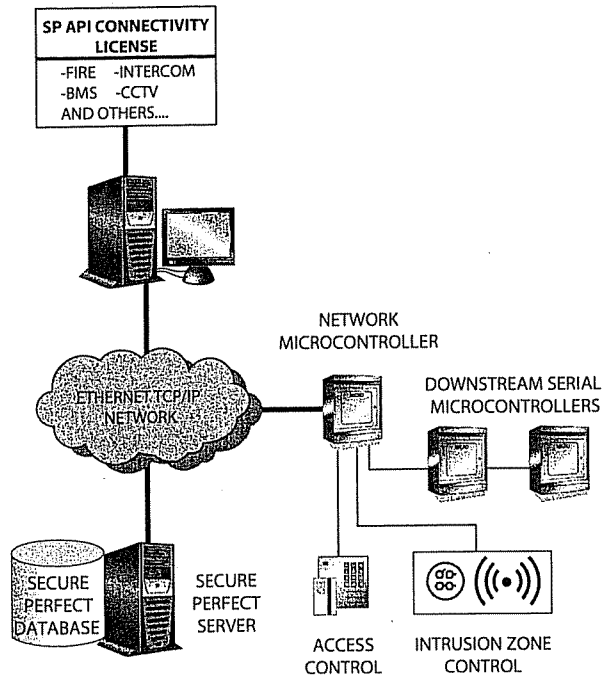 SP API CONNECTIVITY
LICENSE
-FIRE -INTERCOM
-BMS -CCTV
AND OTHERS....
NETWORK
MICROCONTROLLER
ETHERNET TCP/IP
NETWORK
DOWNSTREAM SERIAL
MICROCONTROLLERS
SECURE
PERFECT
DATABASE
SECURE
PERFECT
SERVER
ACCESS
CONTROL
INTRUSION ZONE
CONTROL